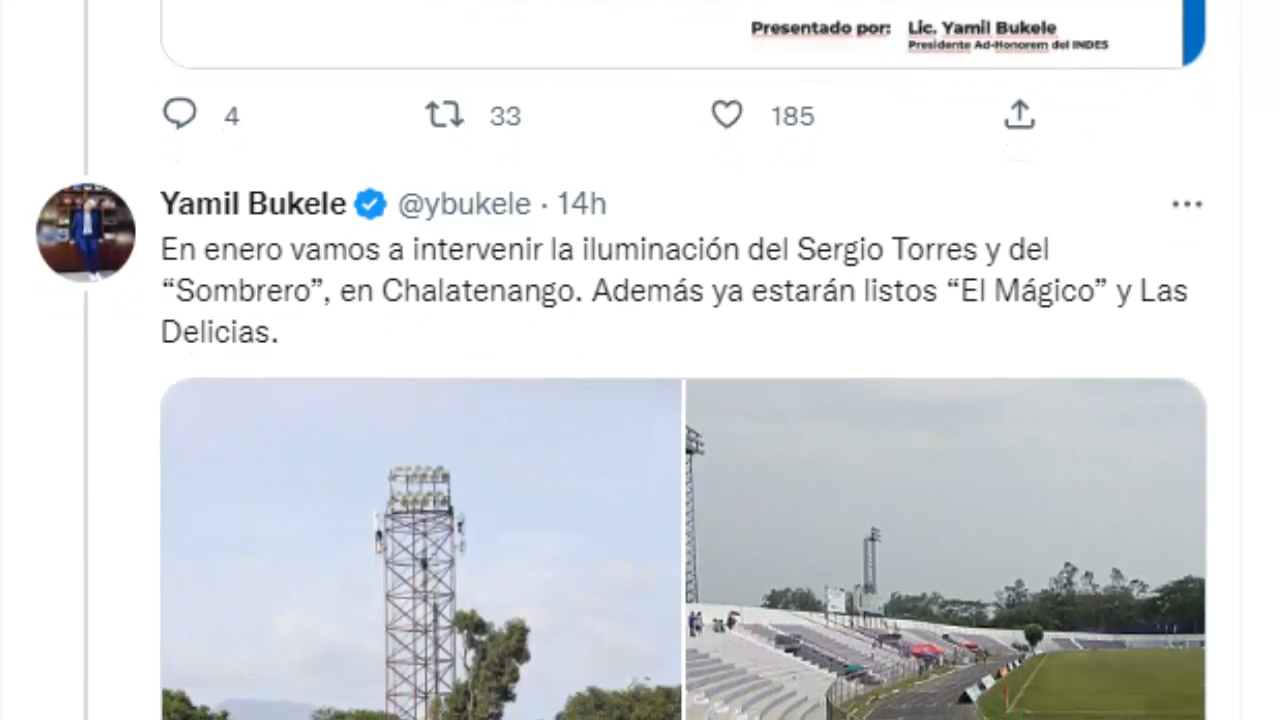 Presentado por: Lic. Yamil Bukele
Presidente Ad-Honorem del INDES
4 33 185
Yamil Bukele @ybukele · 14h
En enero vamos a intervenir la iluminación del Sergio Torres y del
“Sombrero”, en Chalatenango. Además ya estarán listos “El Mágico” y Las
Delicias.